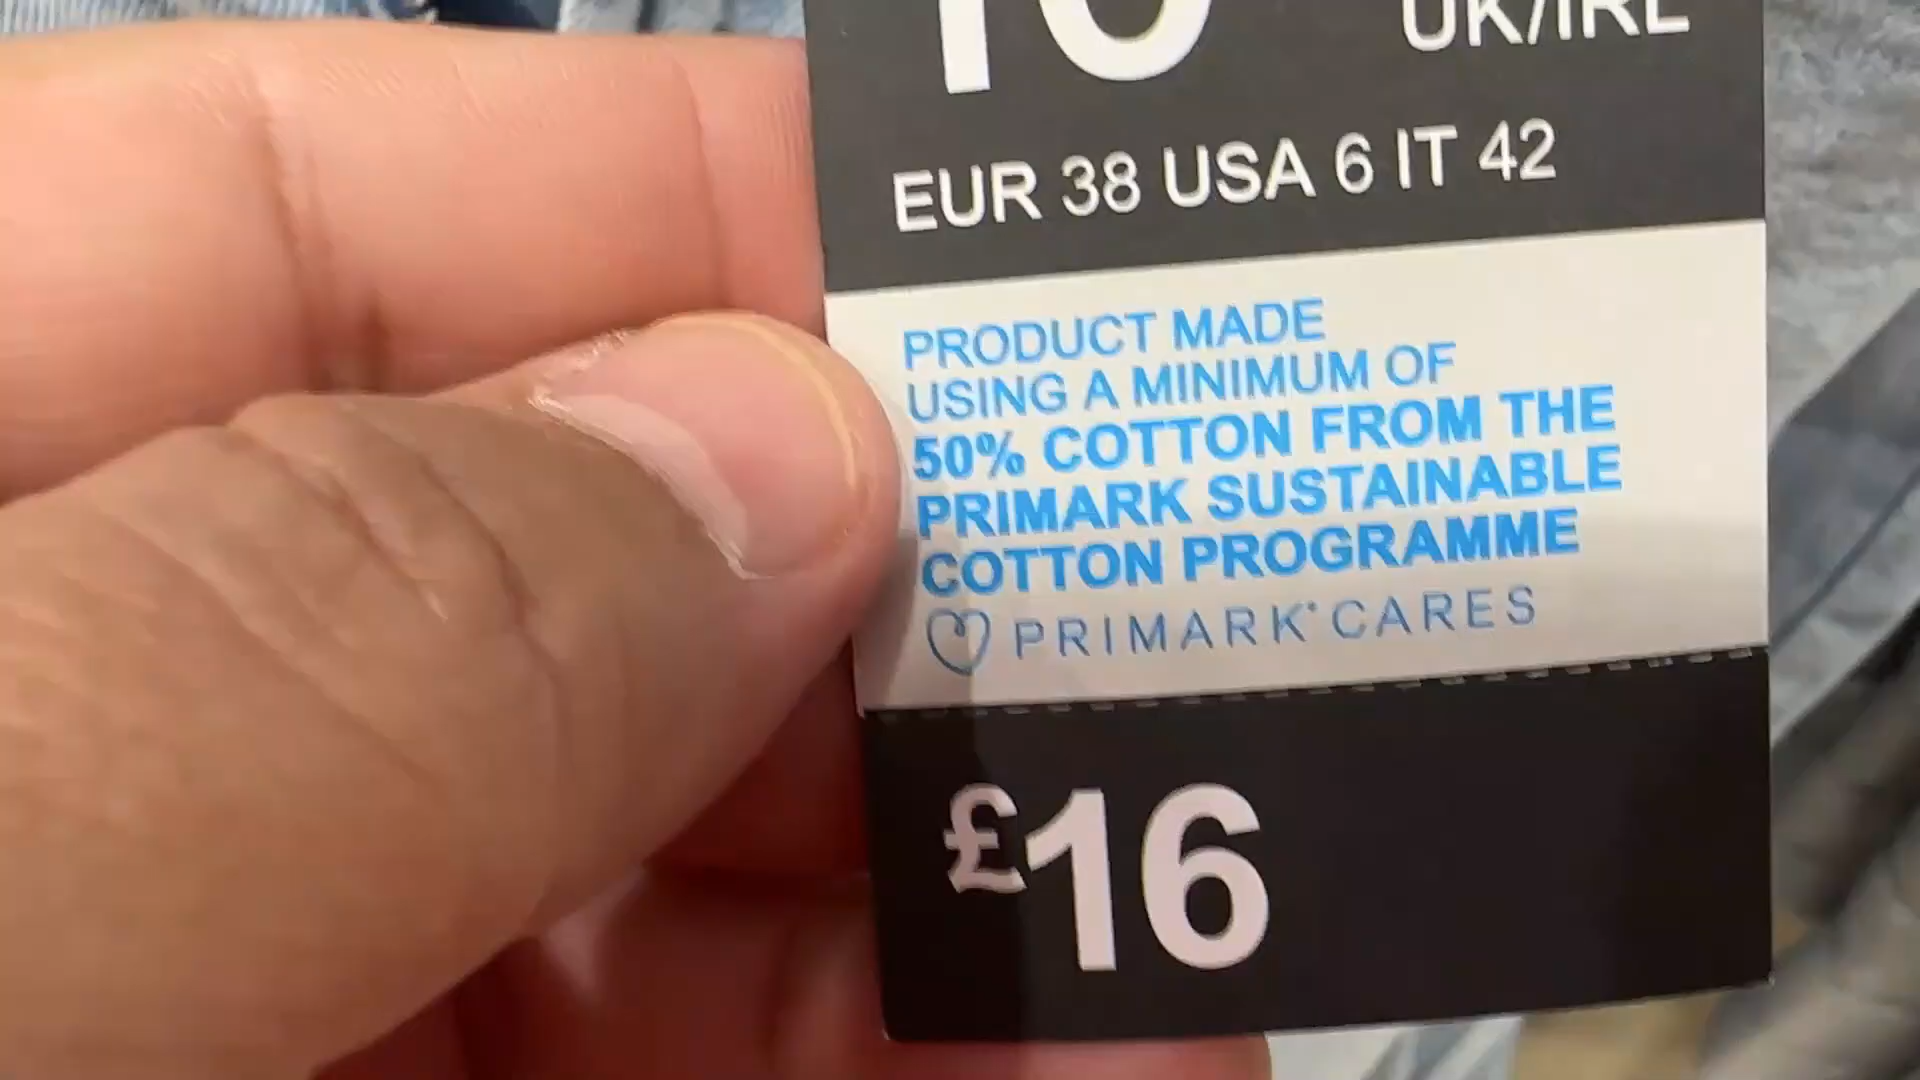 10 UK/IRL
EUR 38 USA 6 IT 42
PRODUCT MADE
USING A MINIMUM OF
50% COTTON FROM THE
PRIMARK SUSTAINABLE
COTTON PROGRAMME
PRIMARK® CARES
£16